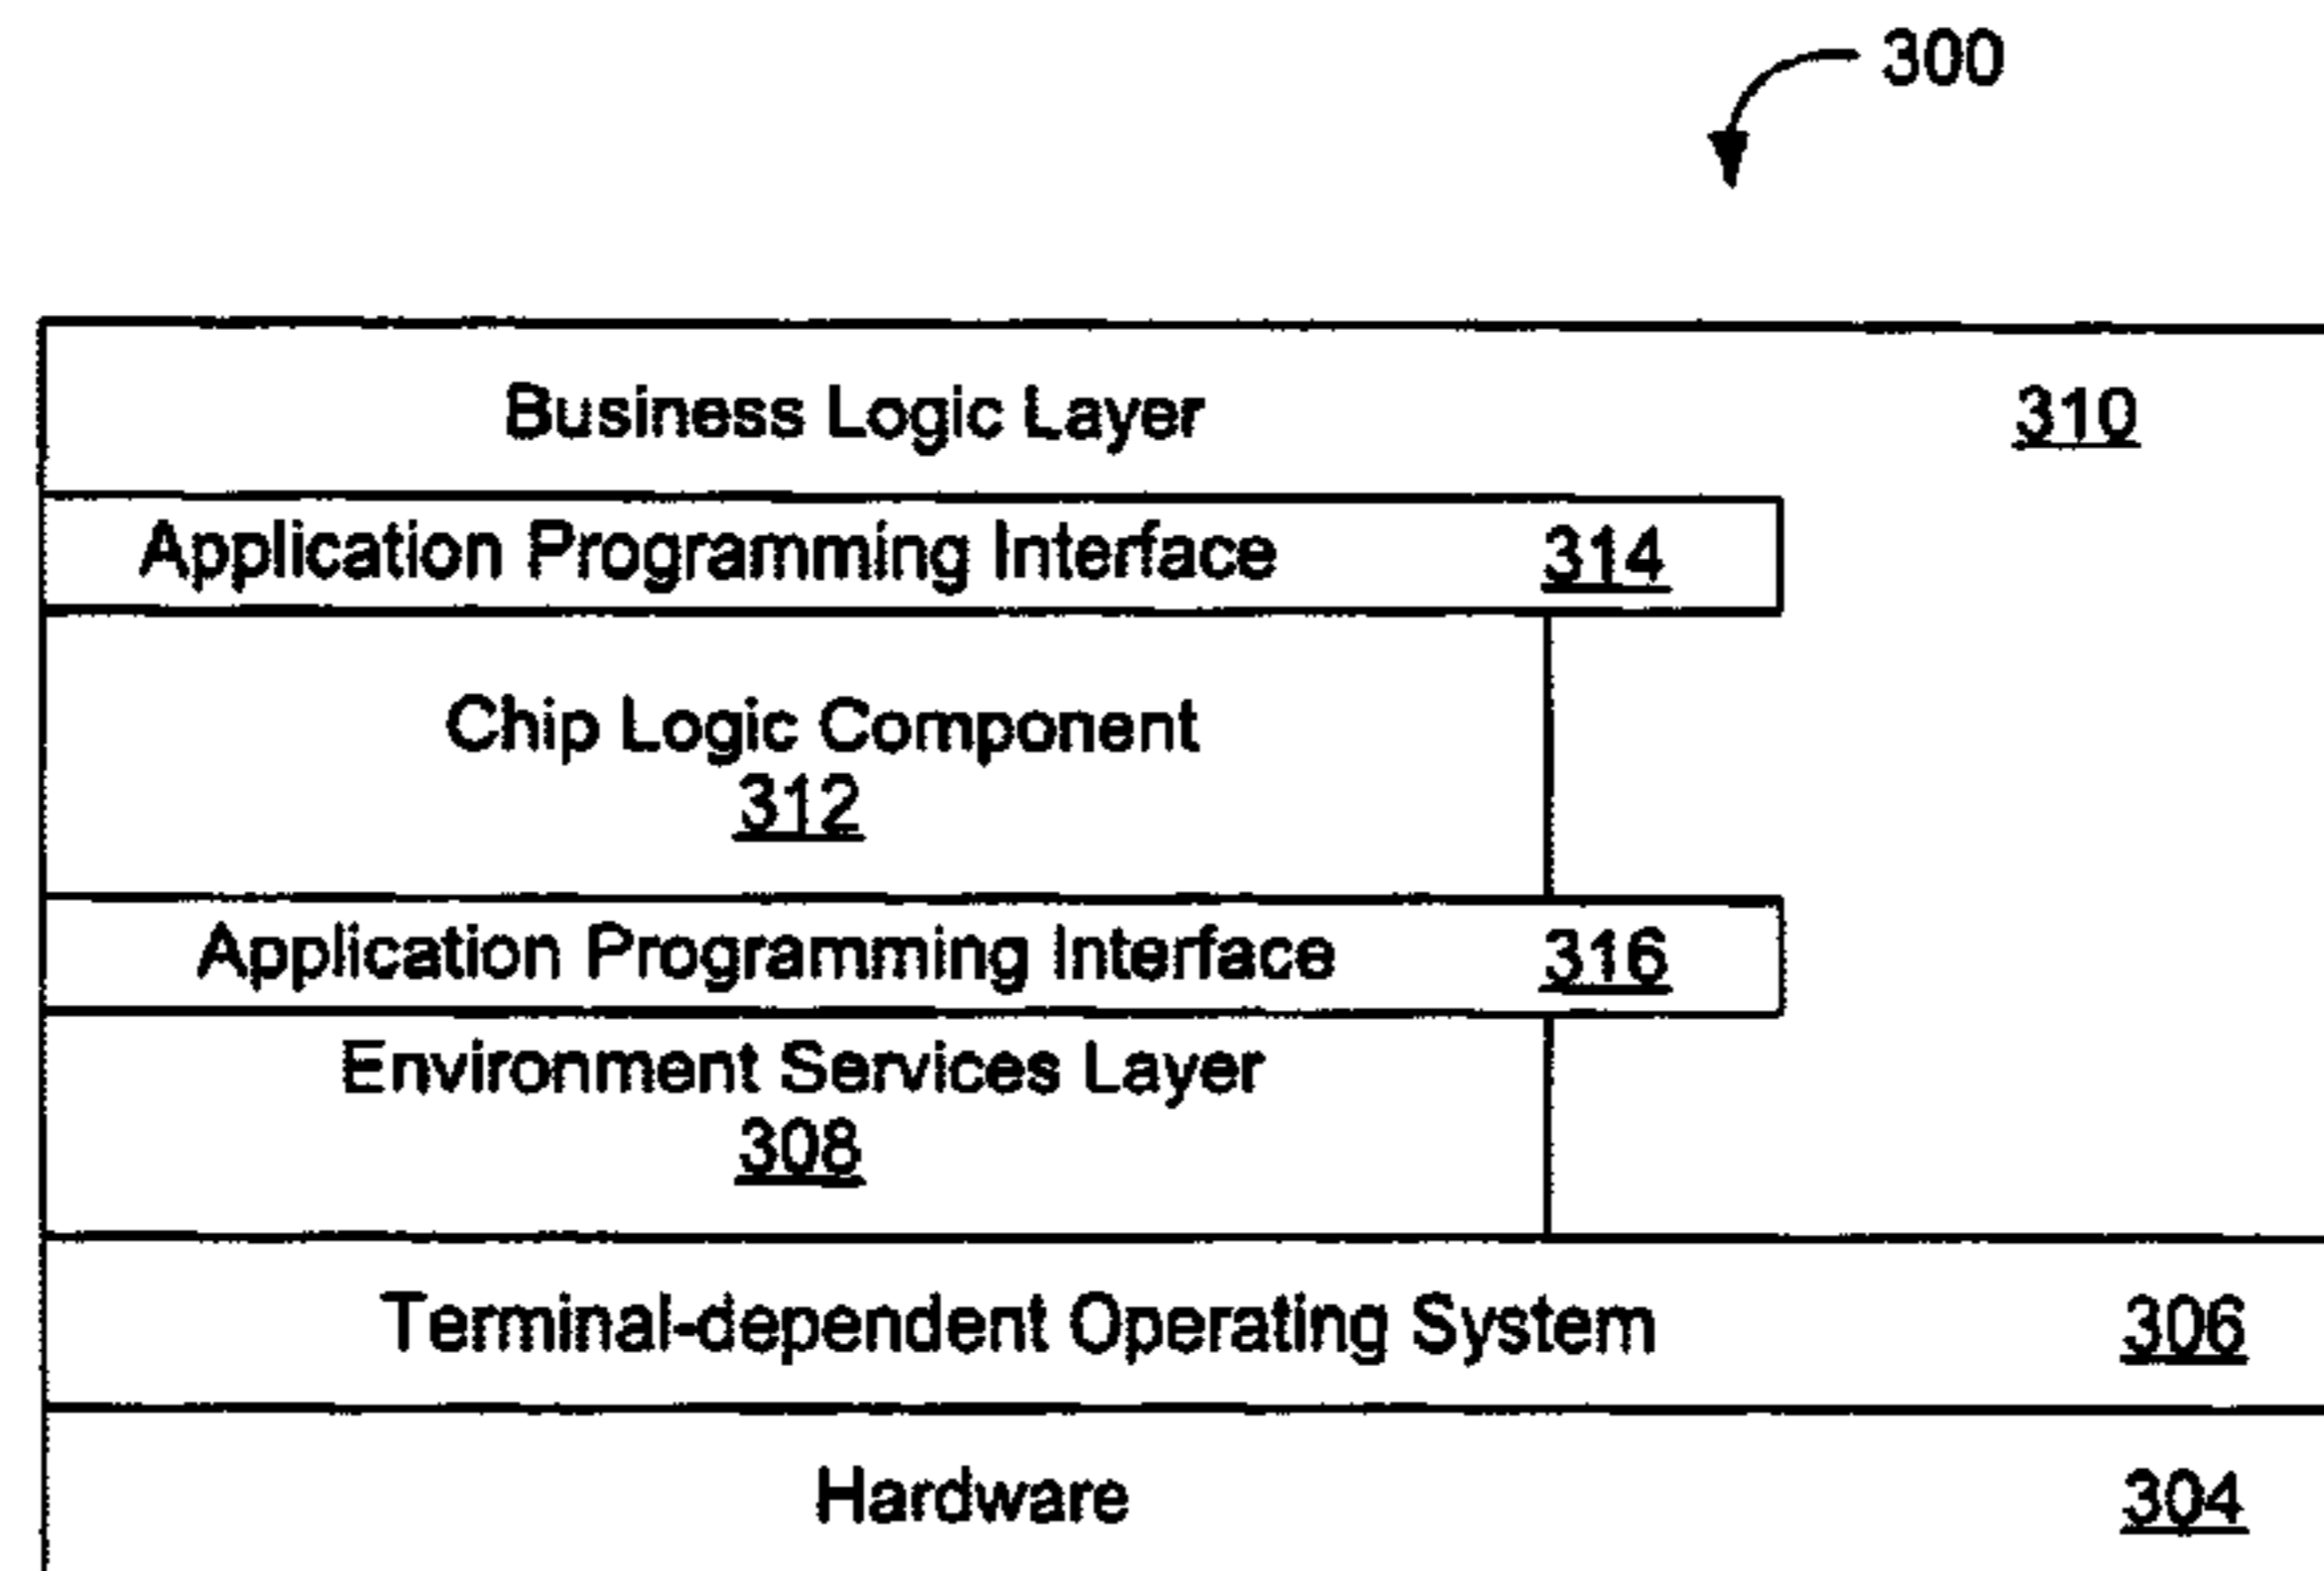 300
Business Logic Layer 310
Application Programming Interface 314
Chip Logic Component
312
Application Programming Interface 316
Environment Services Layer
308
Terminal-dependent Operating System 306
Hardware 304